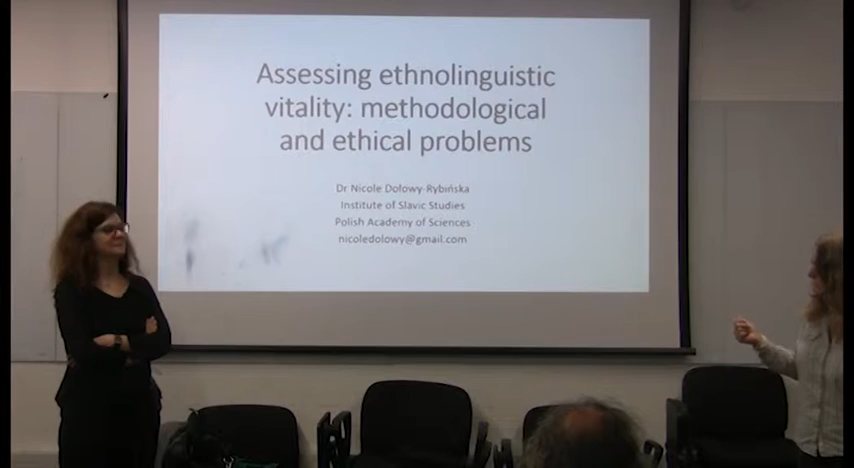 Assessing ethnolinguistic
vitality: methodological
and ethical problems
Dr Nicole Dołowy-Rybińska
Institute of Slavic Studies
Polish Academy of Sciences
nicoledolowy@gmail.com